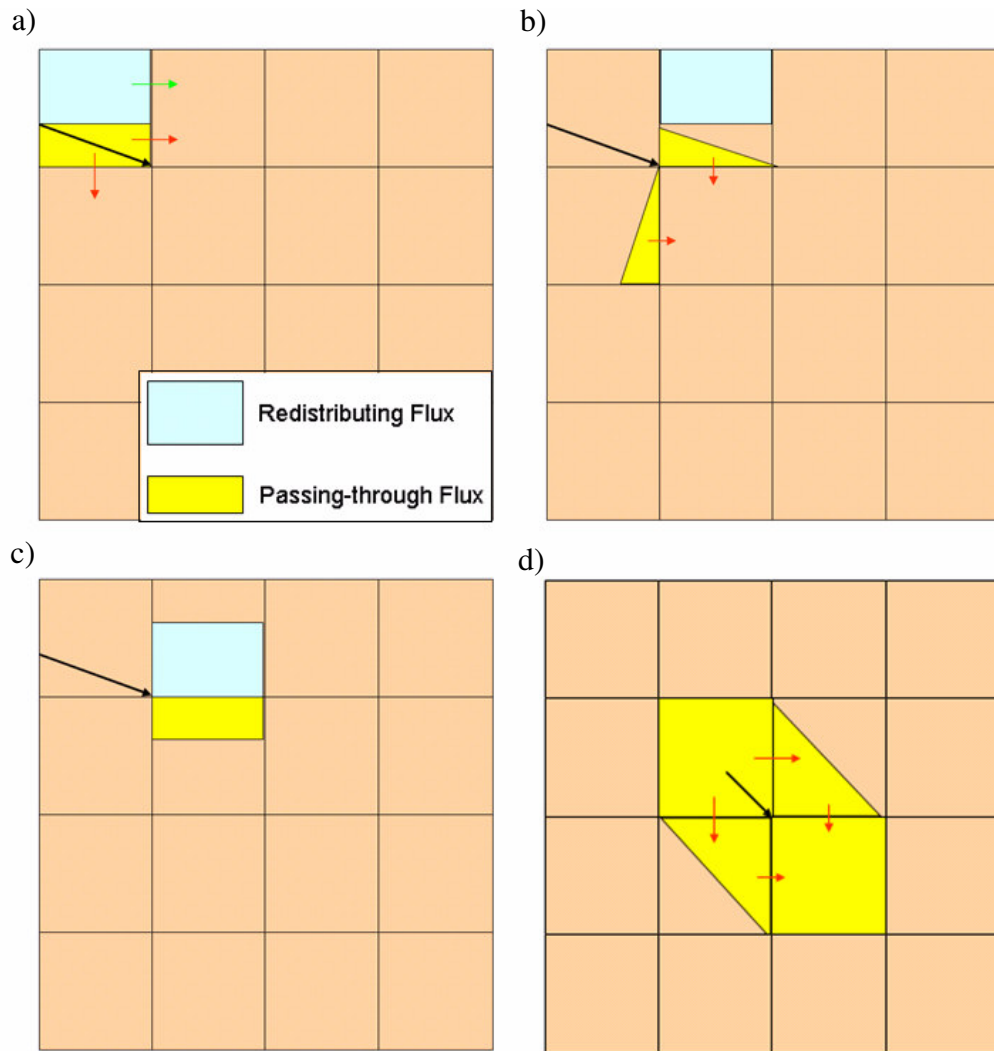 a)
b)
Redistributing Flux
Passing-through Flux
c)
d)